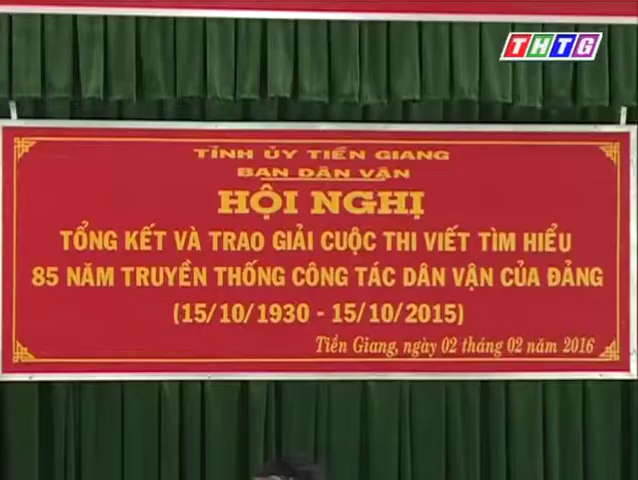 THTG
TỈNH ỦY TIỀN GIANG
BAN DÂN VẬN
HỘI NGHỊ
TỔNG KẾT VÀ TRAO GIẢI CUỘC THI VIẾT TÌM HIỂU
85 NĂM TRUYỀN THỐNG CÔNG TÁC DÂN VẬN CỦA ĐẢNG
(15/10/1930 - 15/10/2015)
Tiền Giang, ngày 02 tháng 02 năm 2016